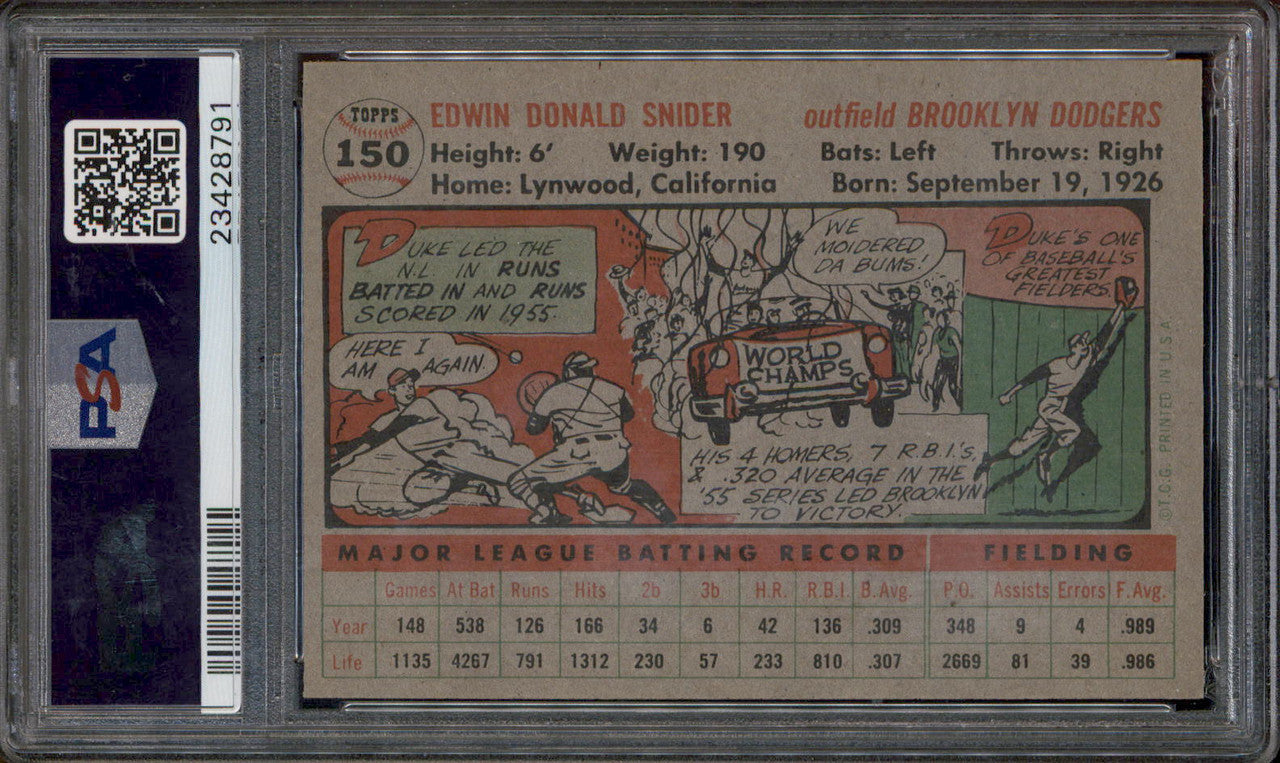 23428791
PSA
TOPPS
150
EDWIN DONALD SNIDER outfield BROOKLYN DODGERS
Height: 6' Weight: 190 Bats: Left Throws: Right
Home: Lynwood, California Born: September 19, 1926
DUKE LED THE
N.L. IN RUNS
BATTED IN AND RUNS
SCORED IN 1955.
HERE I
AM AGAIN.
WE
MOIDERED
DA BUMS!
WORLD
CHAMPS
HIS 4 HOMERS, 7 R.B.I.'S,
& .320 AVERAGE IN THE
'55 SERIES LED BROOKLYN
TO VICTORY.
DUKE'S ONE
OF BASEBALL'S
GREATEST
FIELDERS.
©T.C.G. PRINTED IN U.S.A.
MAJOR LEAGUE BATTING RECORD FIELDING
Games At Bat Runs Hits 2b 3b H.R. R.B.I. B.Avg. P.O. Assists Errors F.Avg.
Year 148 538 126 166 34 6 42 136 .309 348 9 4 .989
Life 1135 4267 791 1312 230 57 233 810 .307 2669 81 39 .986